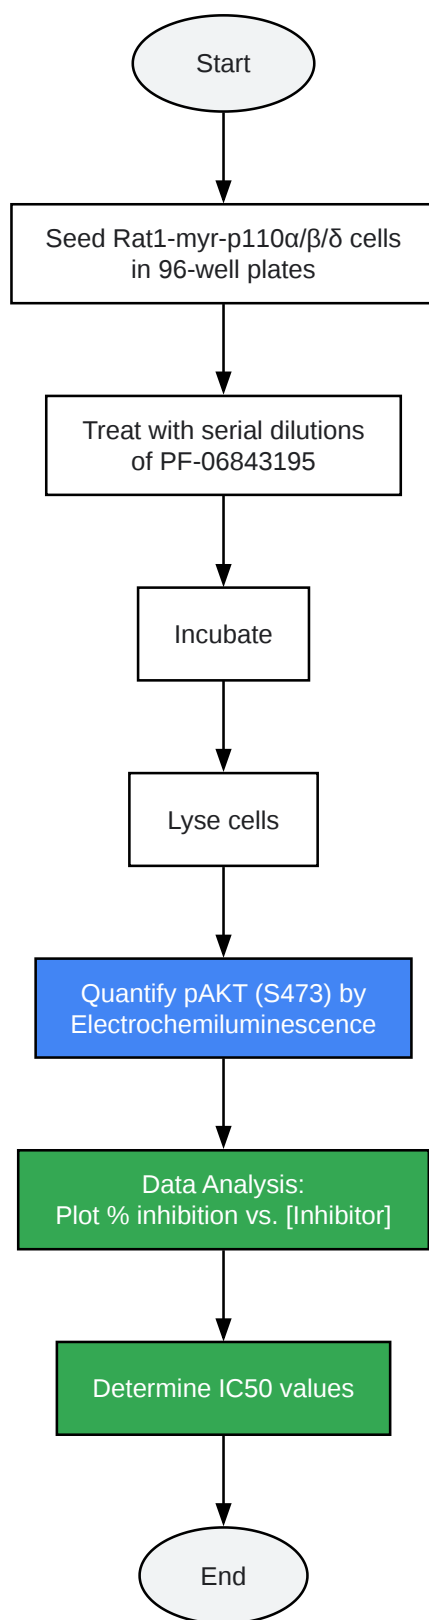 Start
Seed Rat1-myr-p110α/β/δ cells
in 96-well plates
Treat with serial dilutions
of PF-06843195
Incubate
Lyse cells
Quantify pAKT (S473) by
Electrochemiluminescence
Data Analysis:
Plot % inhibition vs. [Inhibitor]
Determine IC50 values
End